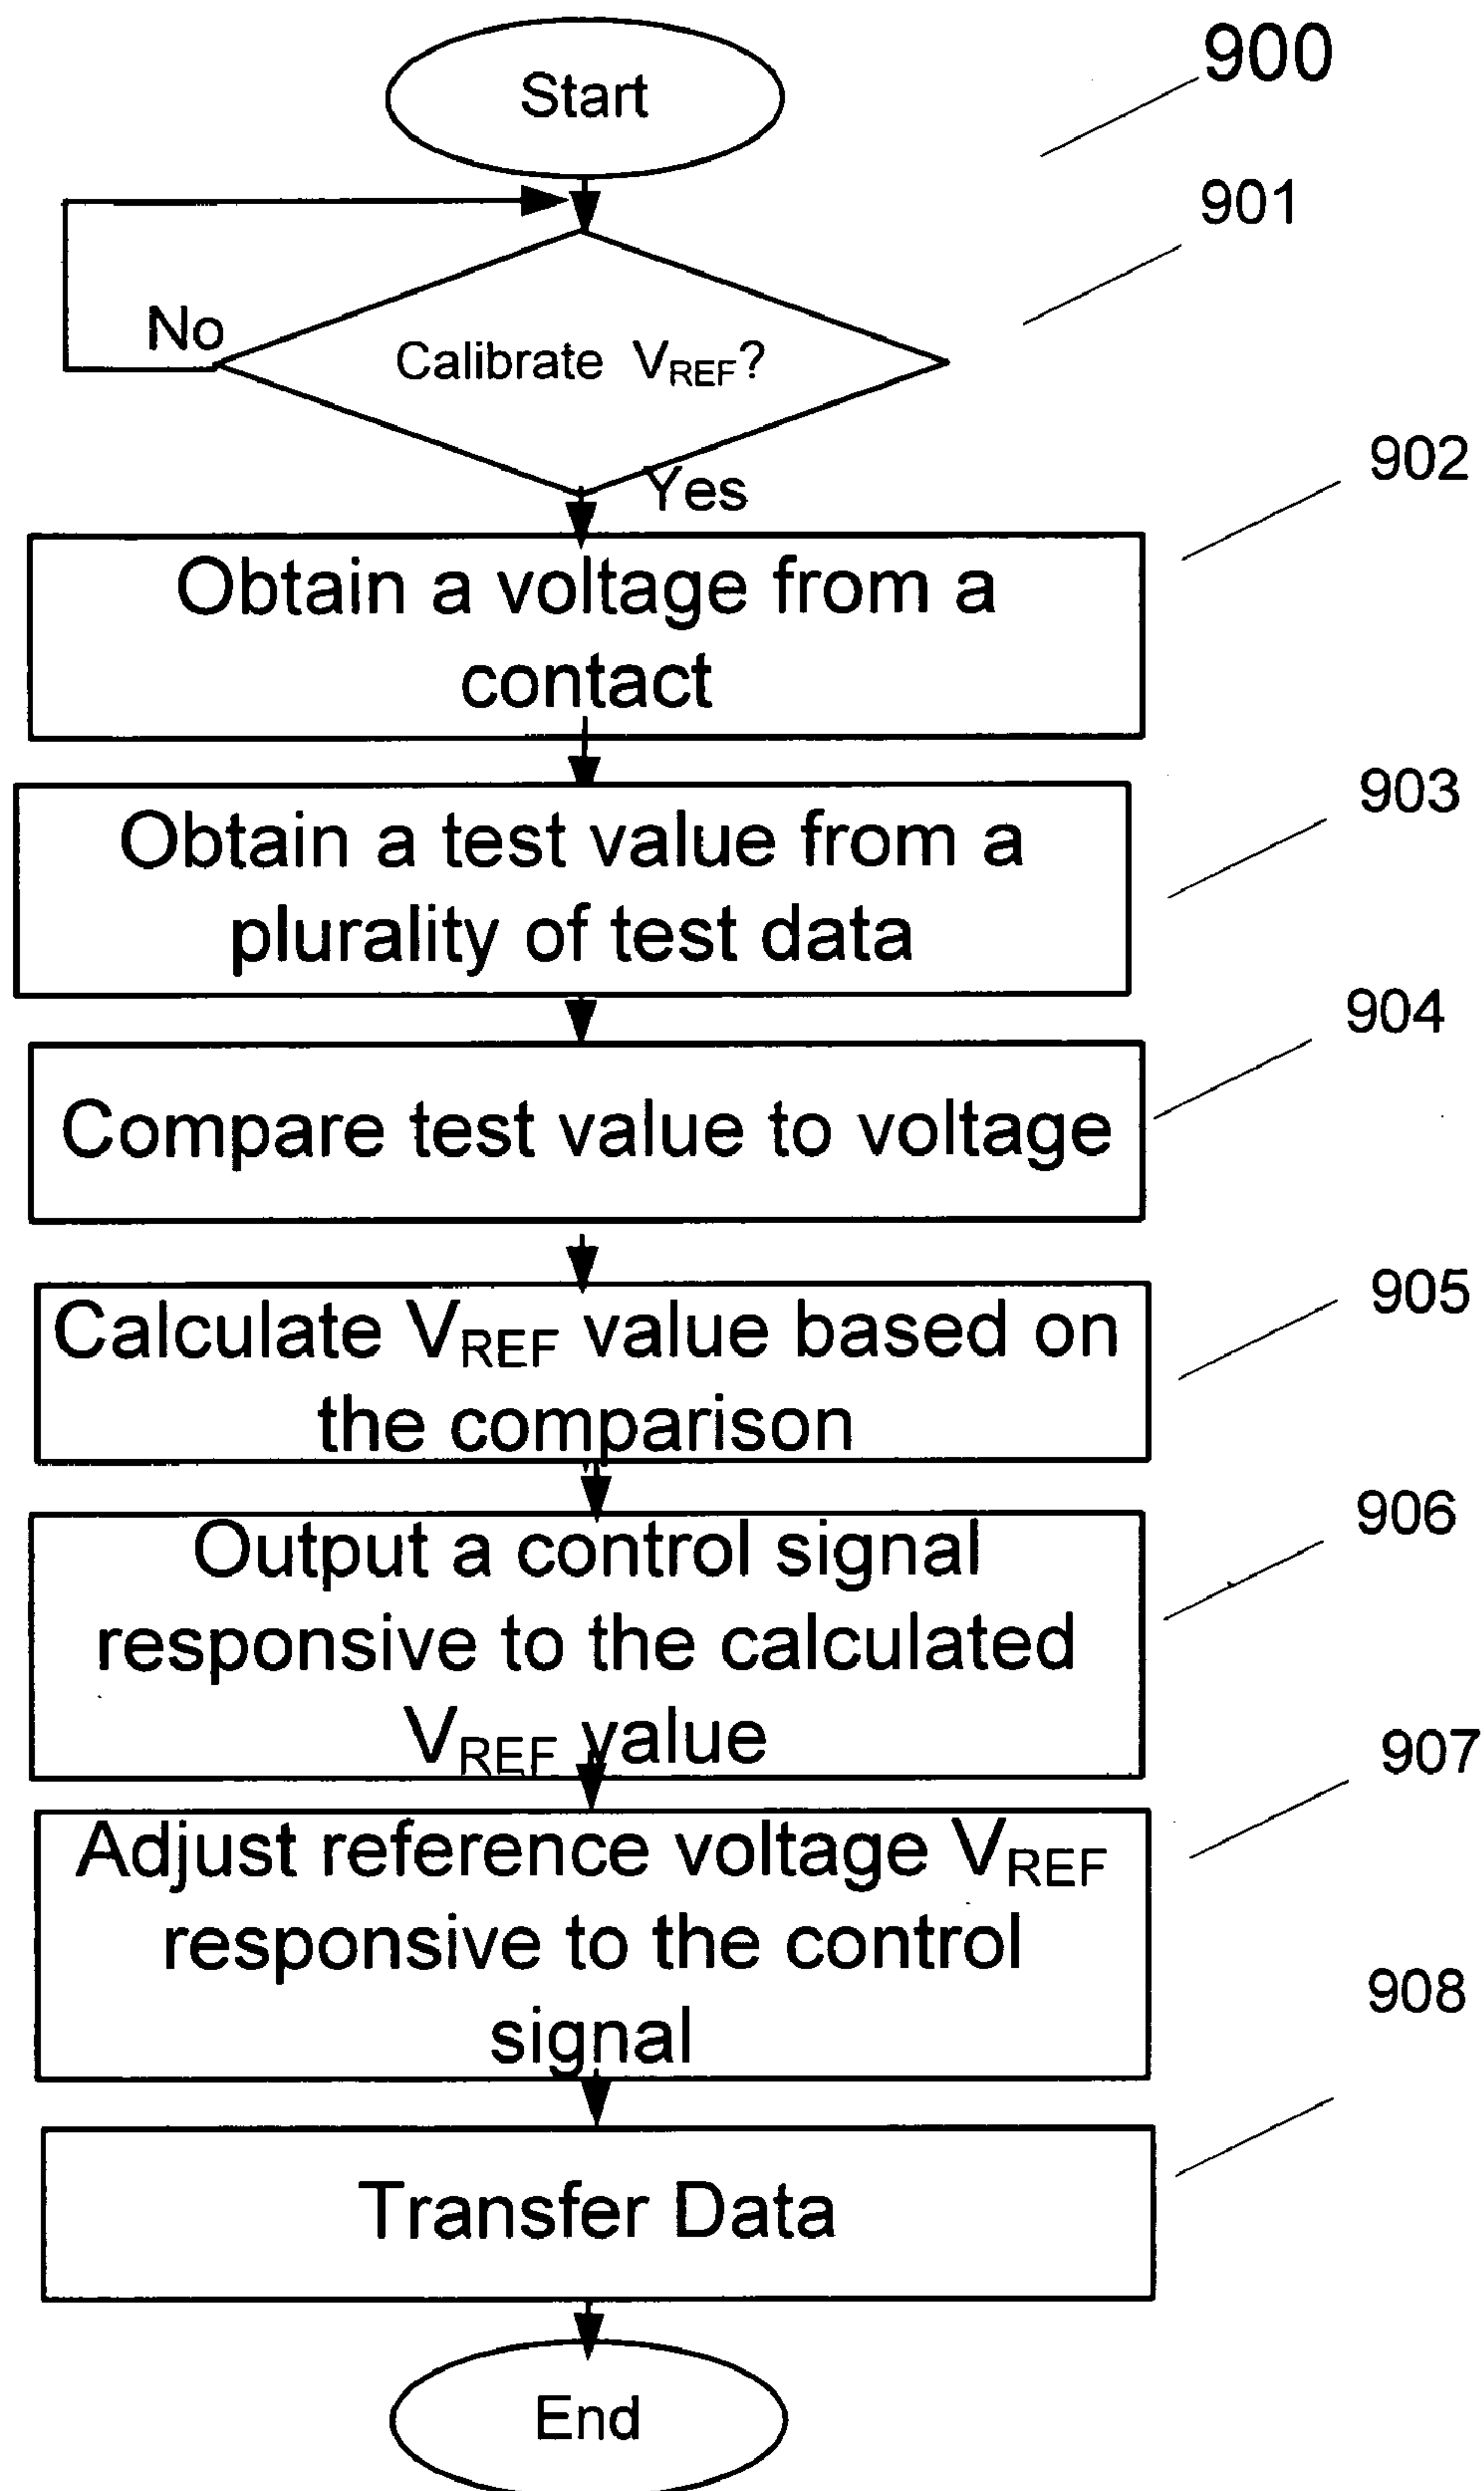 Start
900
901
No
Calibrate VREF?
Yes
902
Obtain a voltage from a
contact
903
Obtain a test value from a
plurality of test data
904
Compare test value to voltage
905
Calculate VREF value based on
the comparison
906
Output a control signal
responsive to the calculated
VREF value
907
Adjust reference voltage VREF
responsive to the control
signal
908
Transfer Data
End